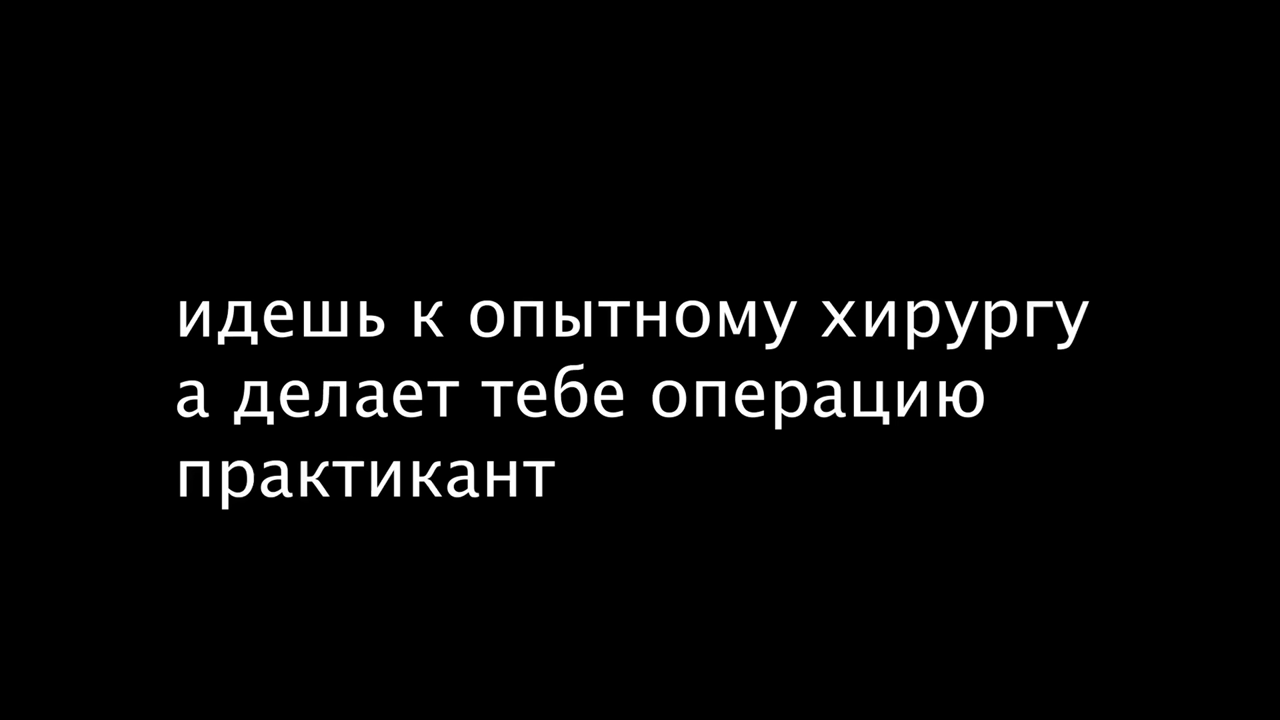 идешь к опытному хирургу
а делает тебе операцию
практикант